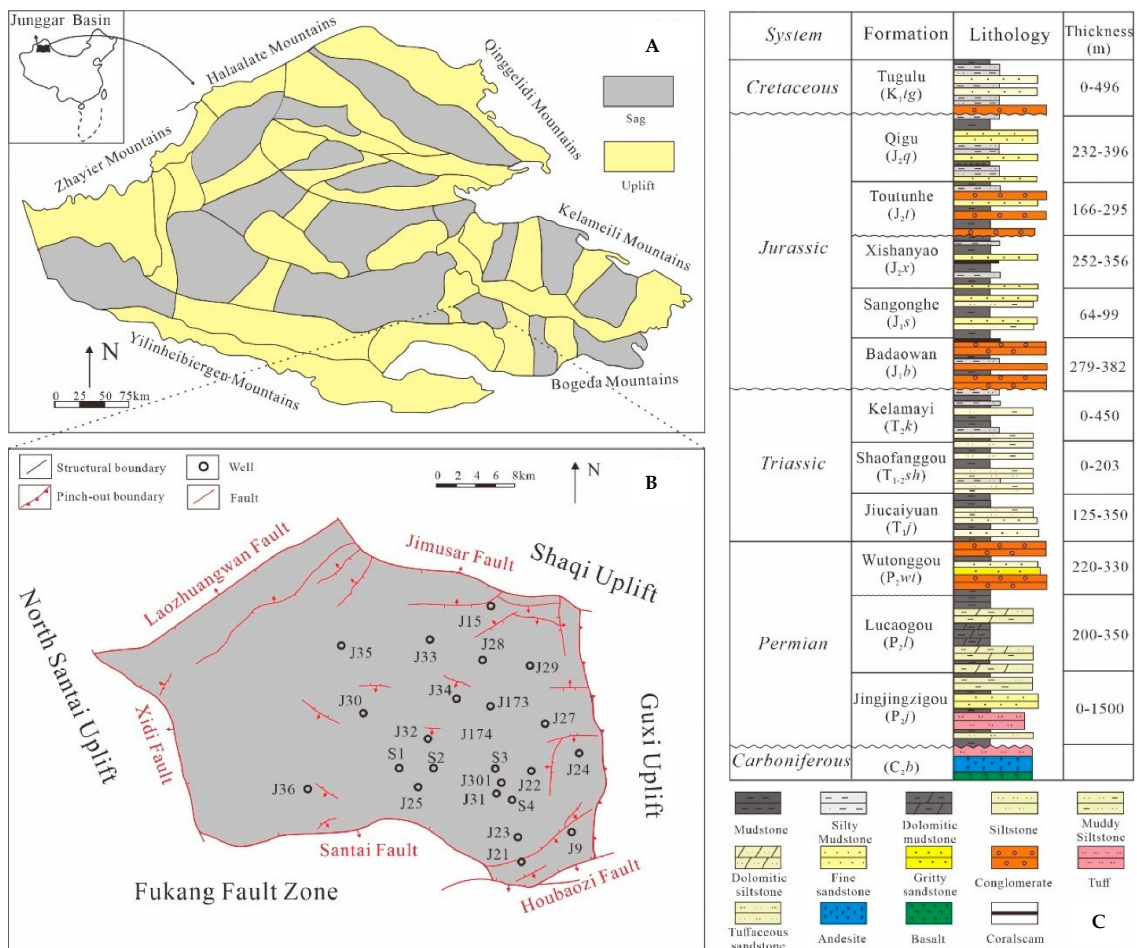 Junggar Basin
A
Halaalate Mountains
Qinggelidi Mountains
Zhayier Mountains
Kelameili Mountains
Yilinheibiergen Mountains
Bogeda Mountains
Sag
Uplift
N
0 25 50 75km
B
Structural boundary
Well
Pinch-out boundary
Fault
0 2 4 6 8km
N
Laozhuangwan Fault
Jimusar Fault
Shaqi Uplift
North Santai Uplift
Xidi Fault
Guxi Uplift
Santai Fault
Houbaozi Fault
Fukang Fault Zone
J15
J35
J33
J28
J29
J34
J30
J173
J27
J32
J174
J24
S1
S2
S3
J301
J22
J36
J25
J31
S4
J23
J9
J21
System Formation Lithology Thickness (m)
Cretaceous
Tugulu (K₁tg) 0-496
Jurassic
Qigu (J₂q) 232-396
Toutunhe (J₂t) 166-295
Xishanyao (J₂x) 252-356
Sangonghe (J₁s) 64-99
Badaowan (J₁b) 279-382
Triassic
Kelamayi (T₂k) 0-450
Shaofanggou (T₁₋₂sh) 0-203
Jiucaiyuan (T₁j) 125-350
Permian
Wutonggou (P₂wt) 220-330
Lucaogou (P₂l) 200-350
Jingjingzigou (P₂j) 0-1500
Carboniferous (C₂b)
Mudstone
Silty Mudstone
Dolomitic mudstone
Siltstone
Muddy Siltstone
Dolomitic siltstone
Fine sandstone
Gritty sandstone
Conglomerate
Tuff
Tuffaceous sandstone
Andesite
Basalt
Coralscam
C